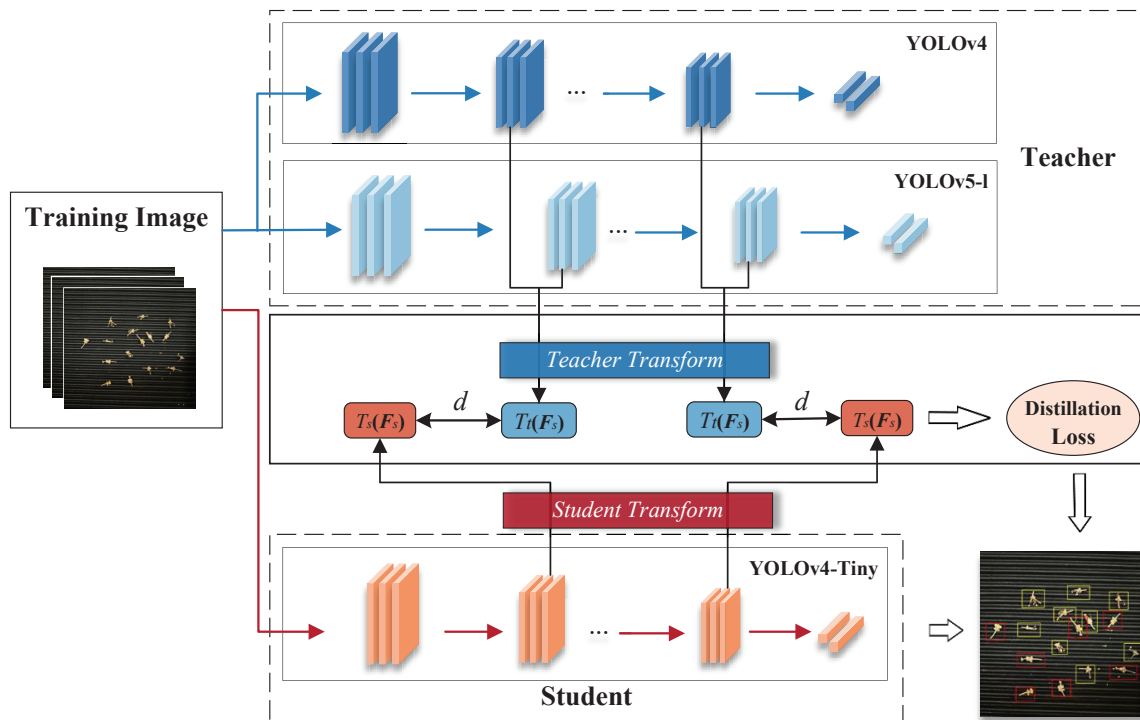 YOLOv4
...
Teacher
YOLOv5-l
...
Training Image
Teacher Transform
d
d
Ts(Fs)
Tt(Fs)
Tt(Fs)
Ts(Fs)
Distillation
Loss
Student Transform
YOLOv4-Tiny
...
Student